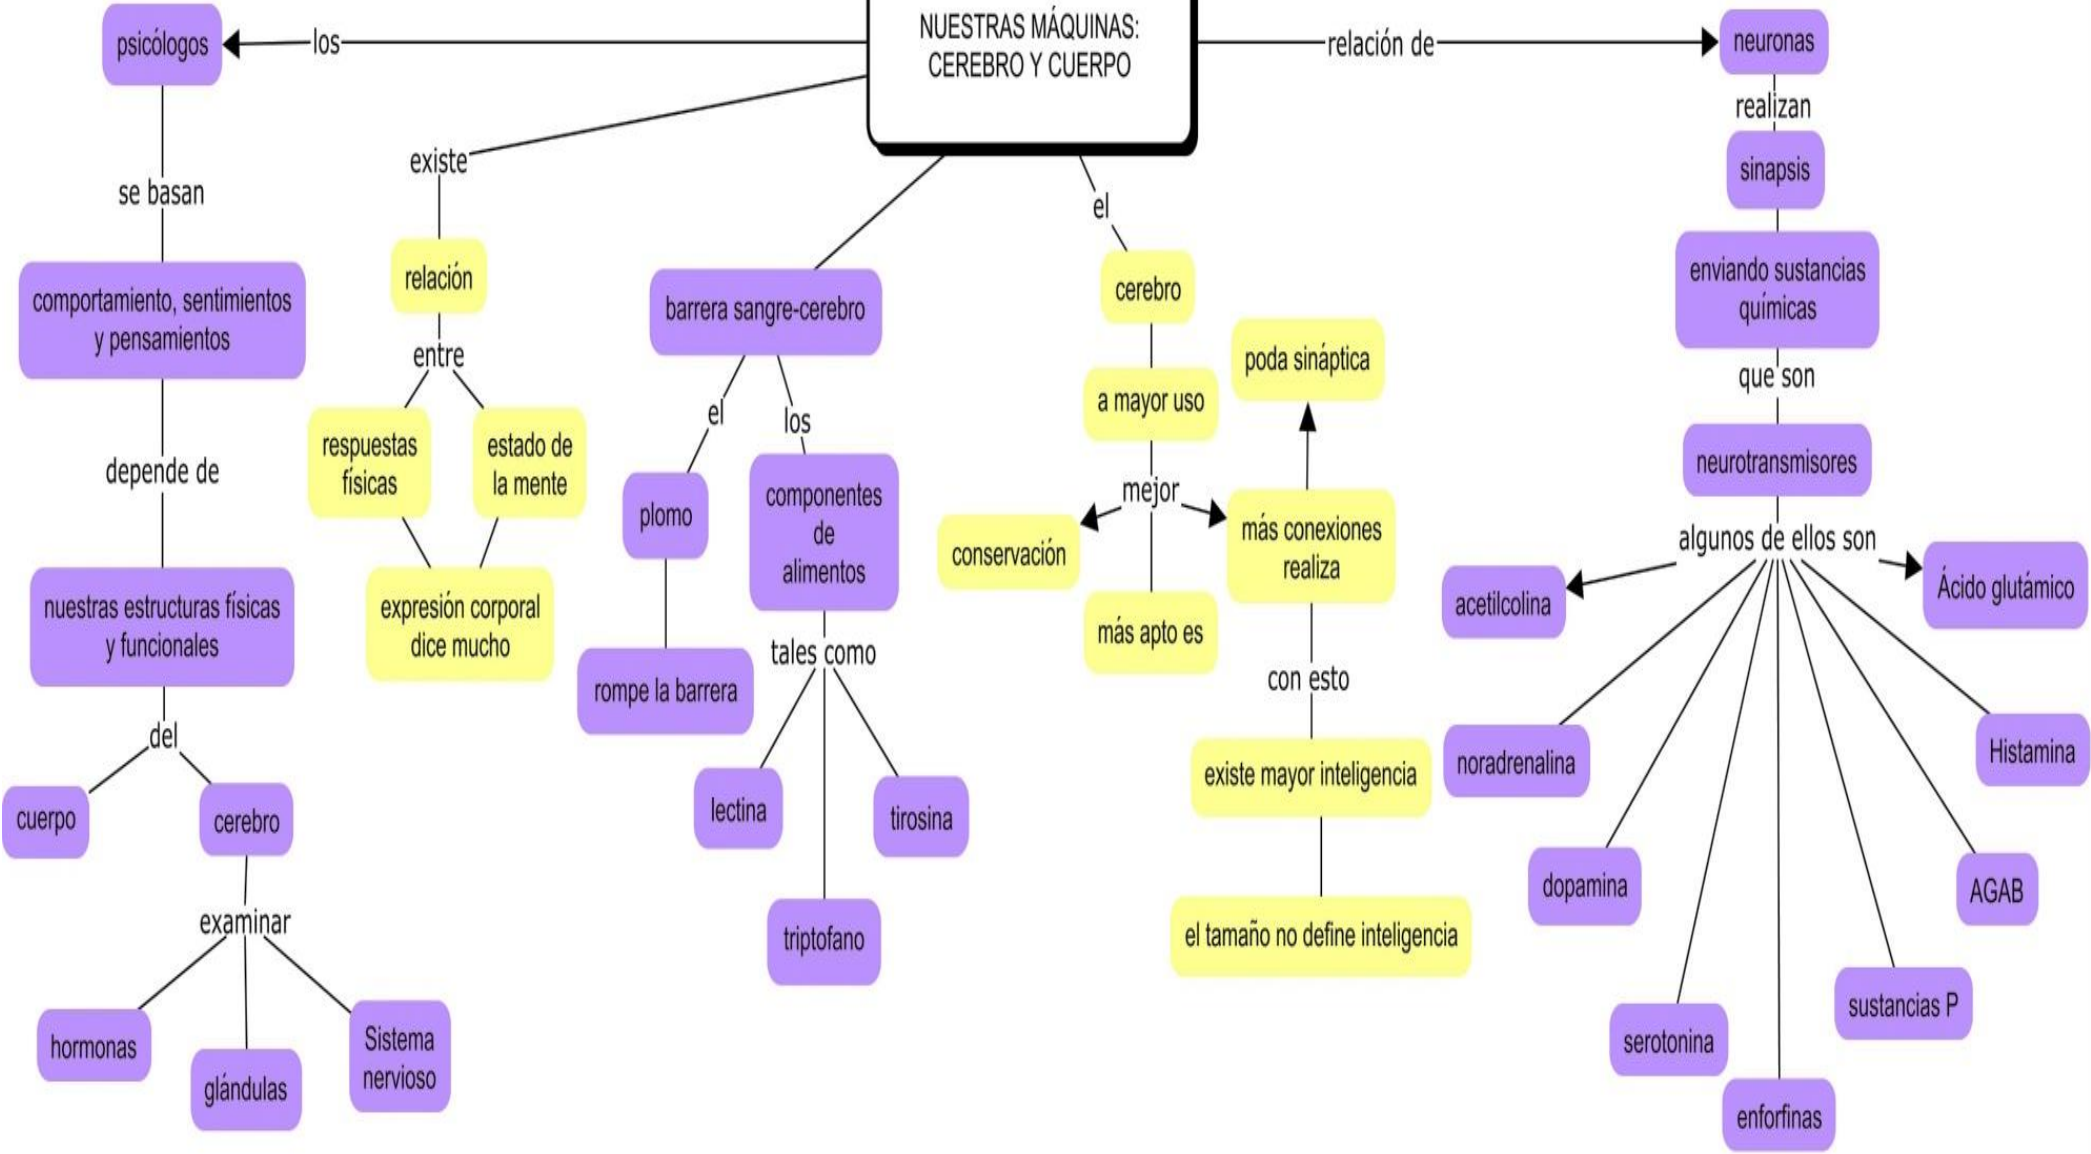 NUESTRAS MÁQUINAS:
CEREBRO Y CUERPO
los
psicólogos
se basan
comportamiento, sentimientos
y pensamientos
depende de
nuestras estructuras físicas
y funcionales
del
cuerpo
cerebro
examinar
hormonas
glándulas
Sistema
nervioso
existe
relación
entre
respuestas
físicas
estado de
la mente
expresión corporal
dice mucho
barrera sangre-cerebro
el
plomo
rompe la barrera
los
componentes
de
alimentos
tales como
lectina
triptofano
tirosina
el
cerebro
a mayor uso
mejor
conservación
más apto es
más conexiones
realiza
poda sináptica
con esto
existe mayor inteligencia
el tamaño no define inteligencia
relación de
neuronas
realizan
sinapsis
enviando sustancias
químicas
que son
neurotransmisores
algunos de ellos son
acetilcolina
noradrenalina
dopamina
serotonina
enforfinas
sustancias P
AGAB
Histamina
Ácido glutámico